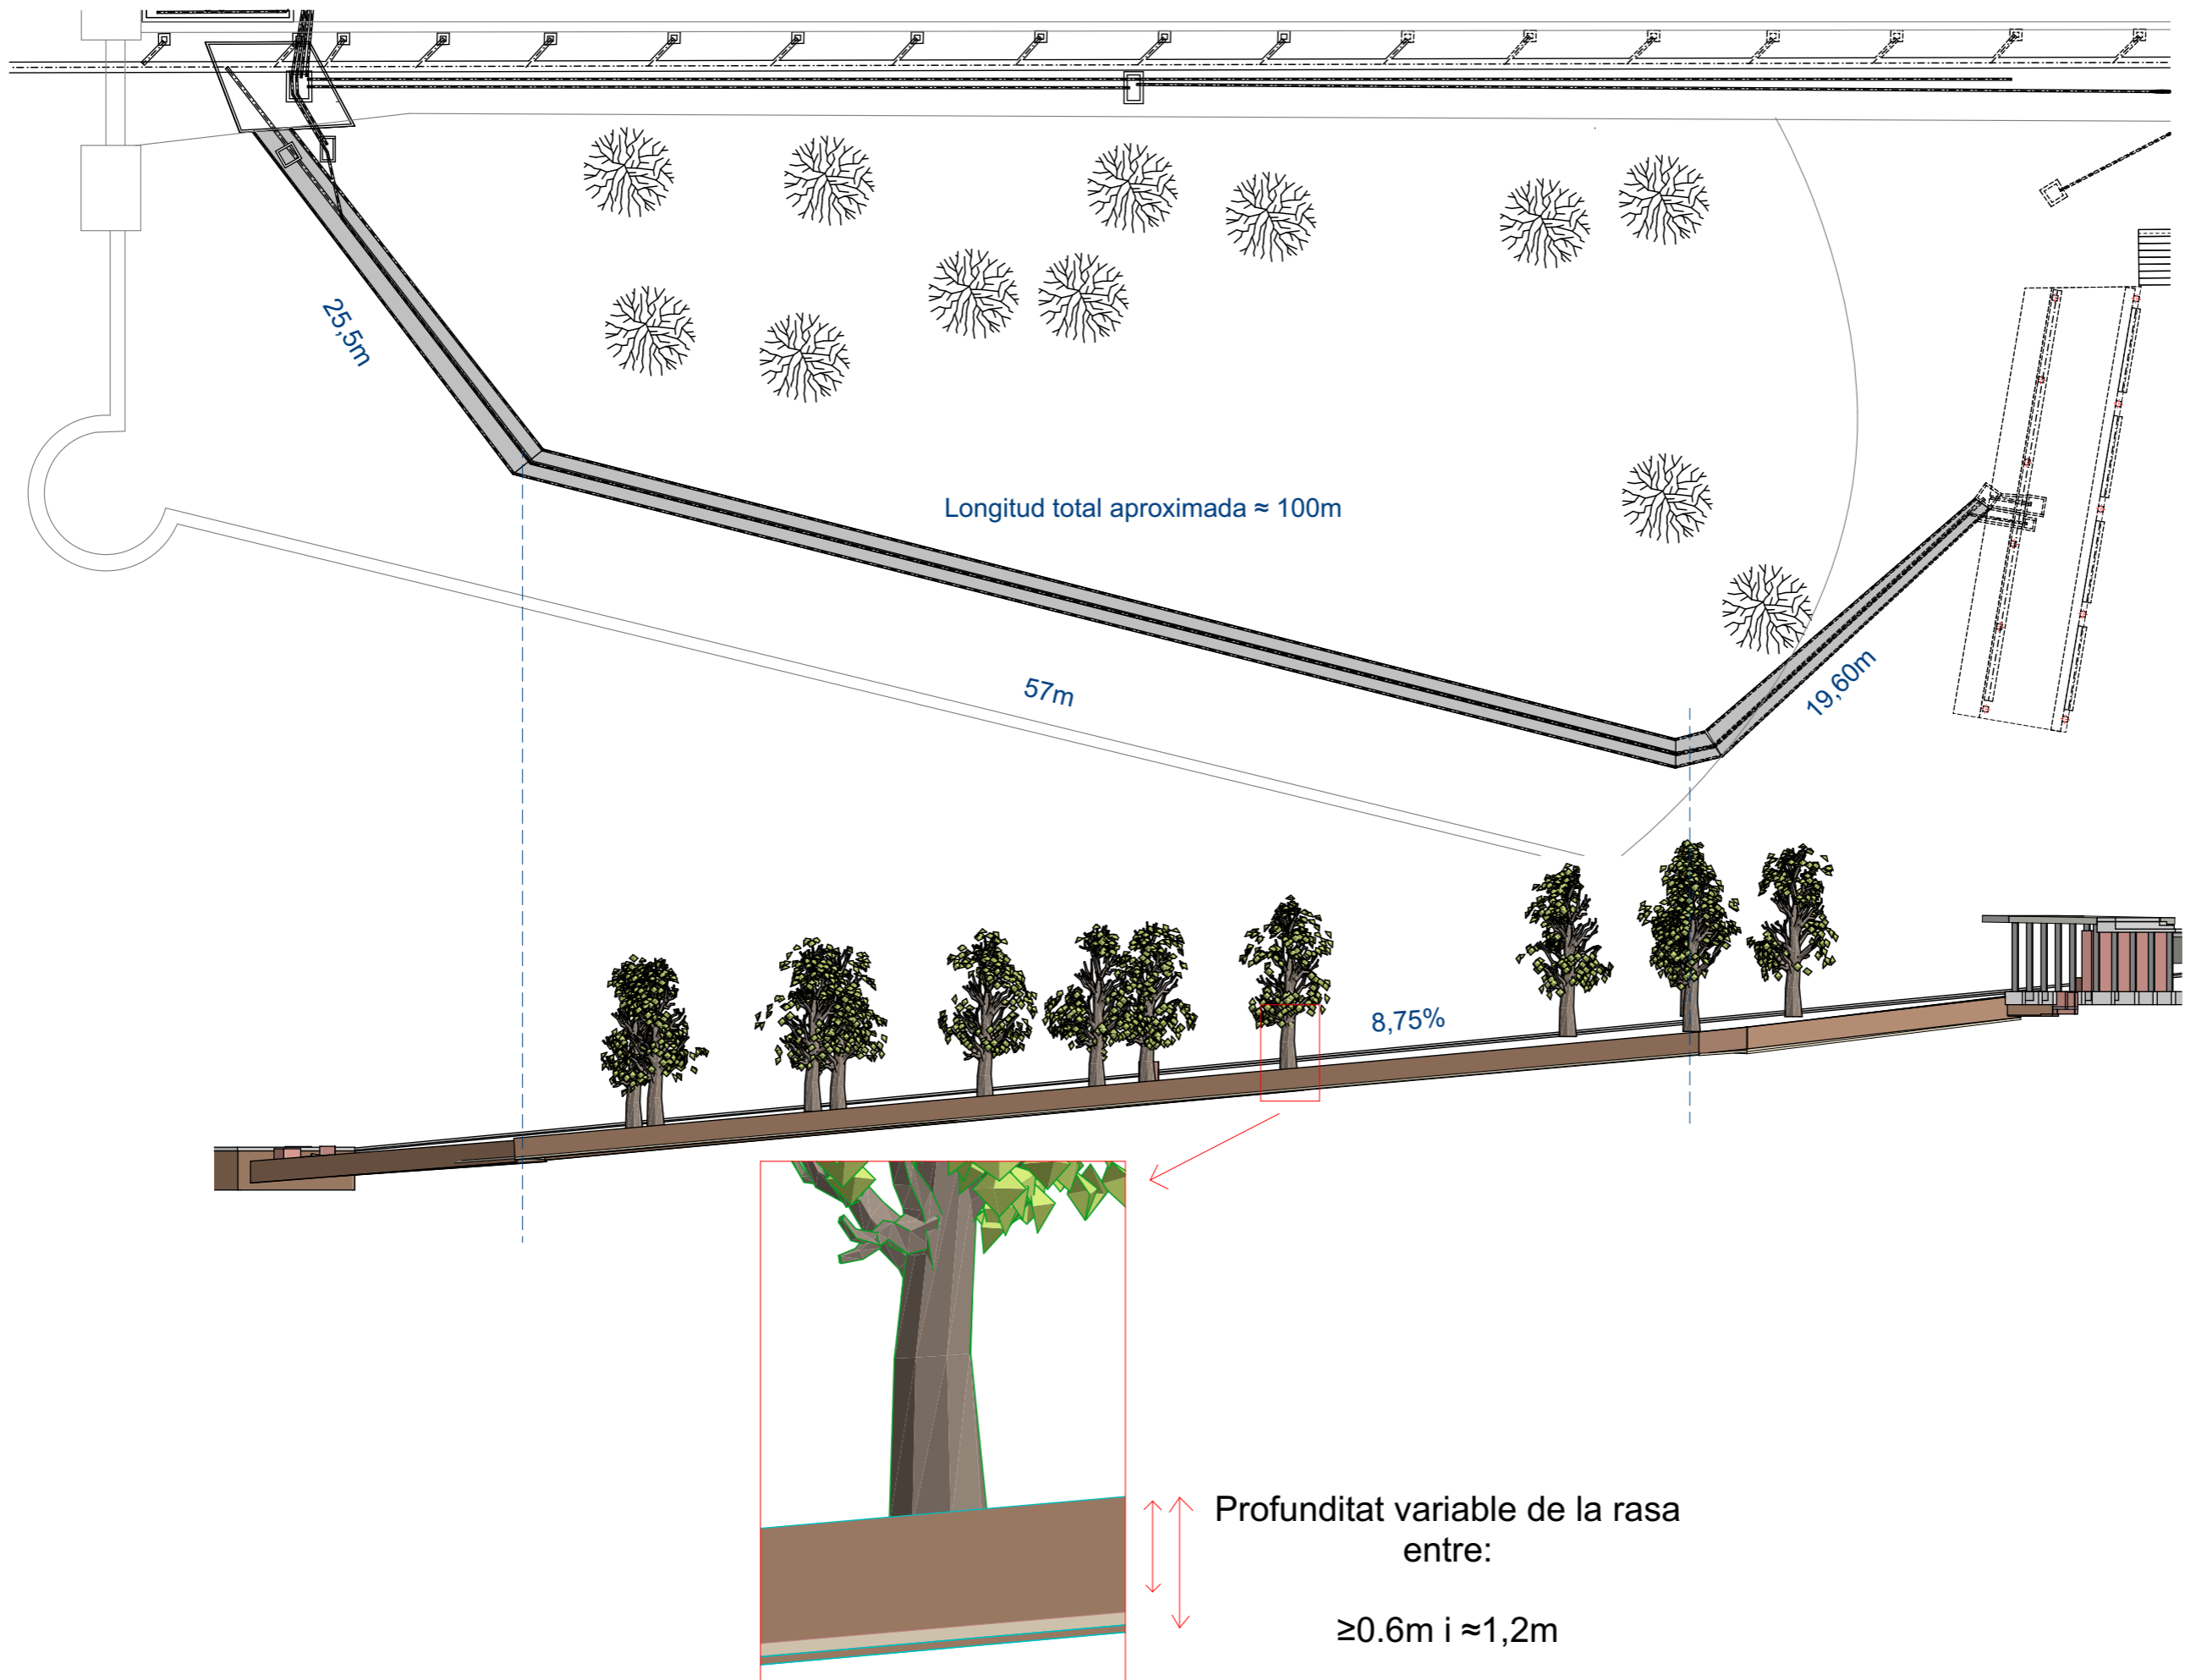 25,5m
Longitud total aproximada ≈ 100m
57m
19,60m
8,75%
Profunditat variable de la rasa
entre:
≥0.6m i ≈1,2m